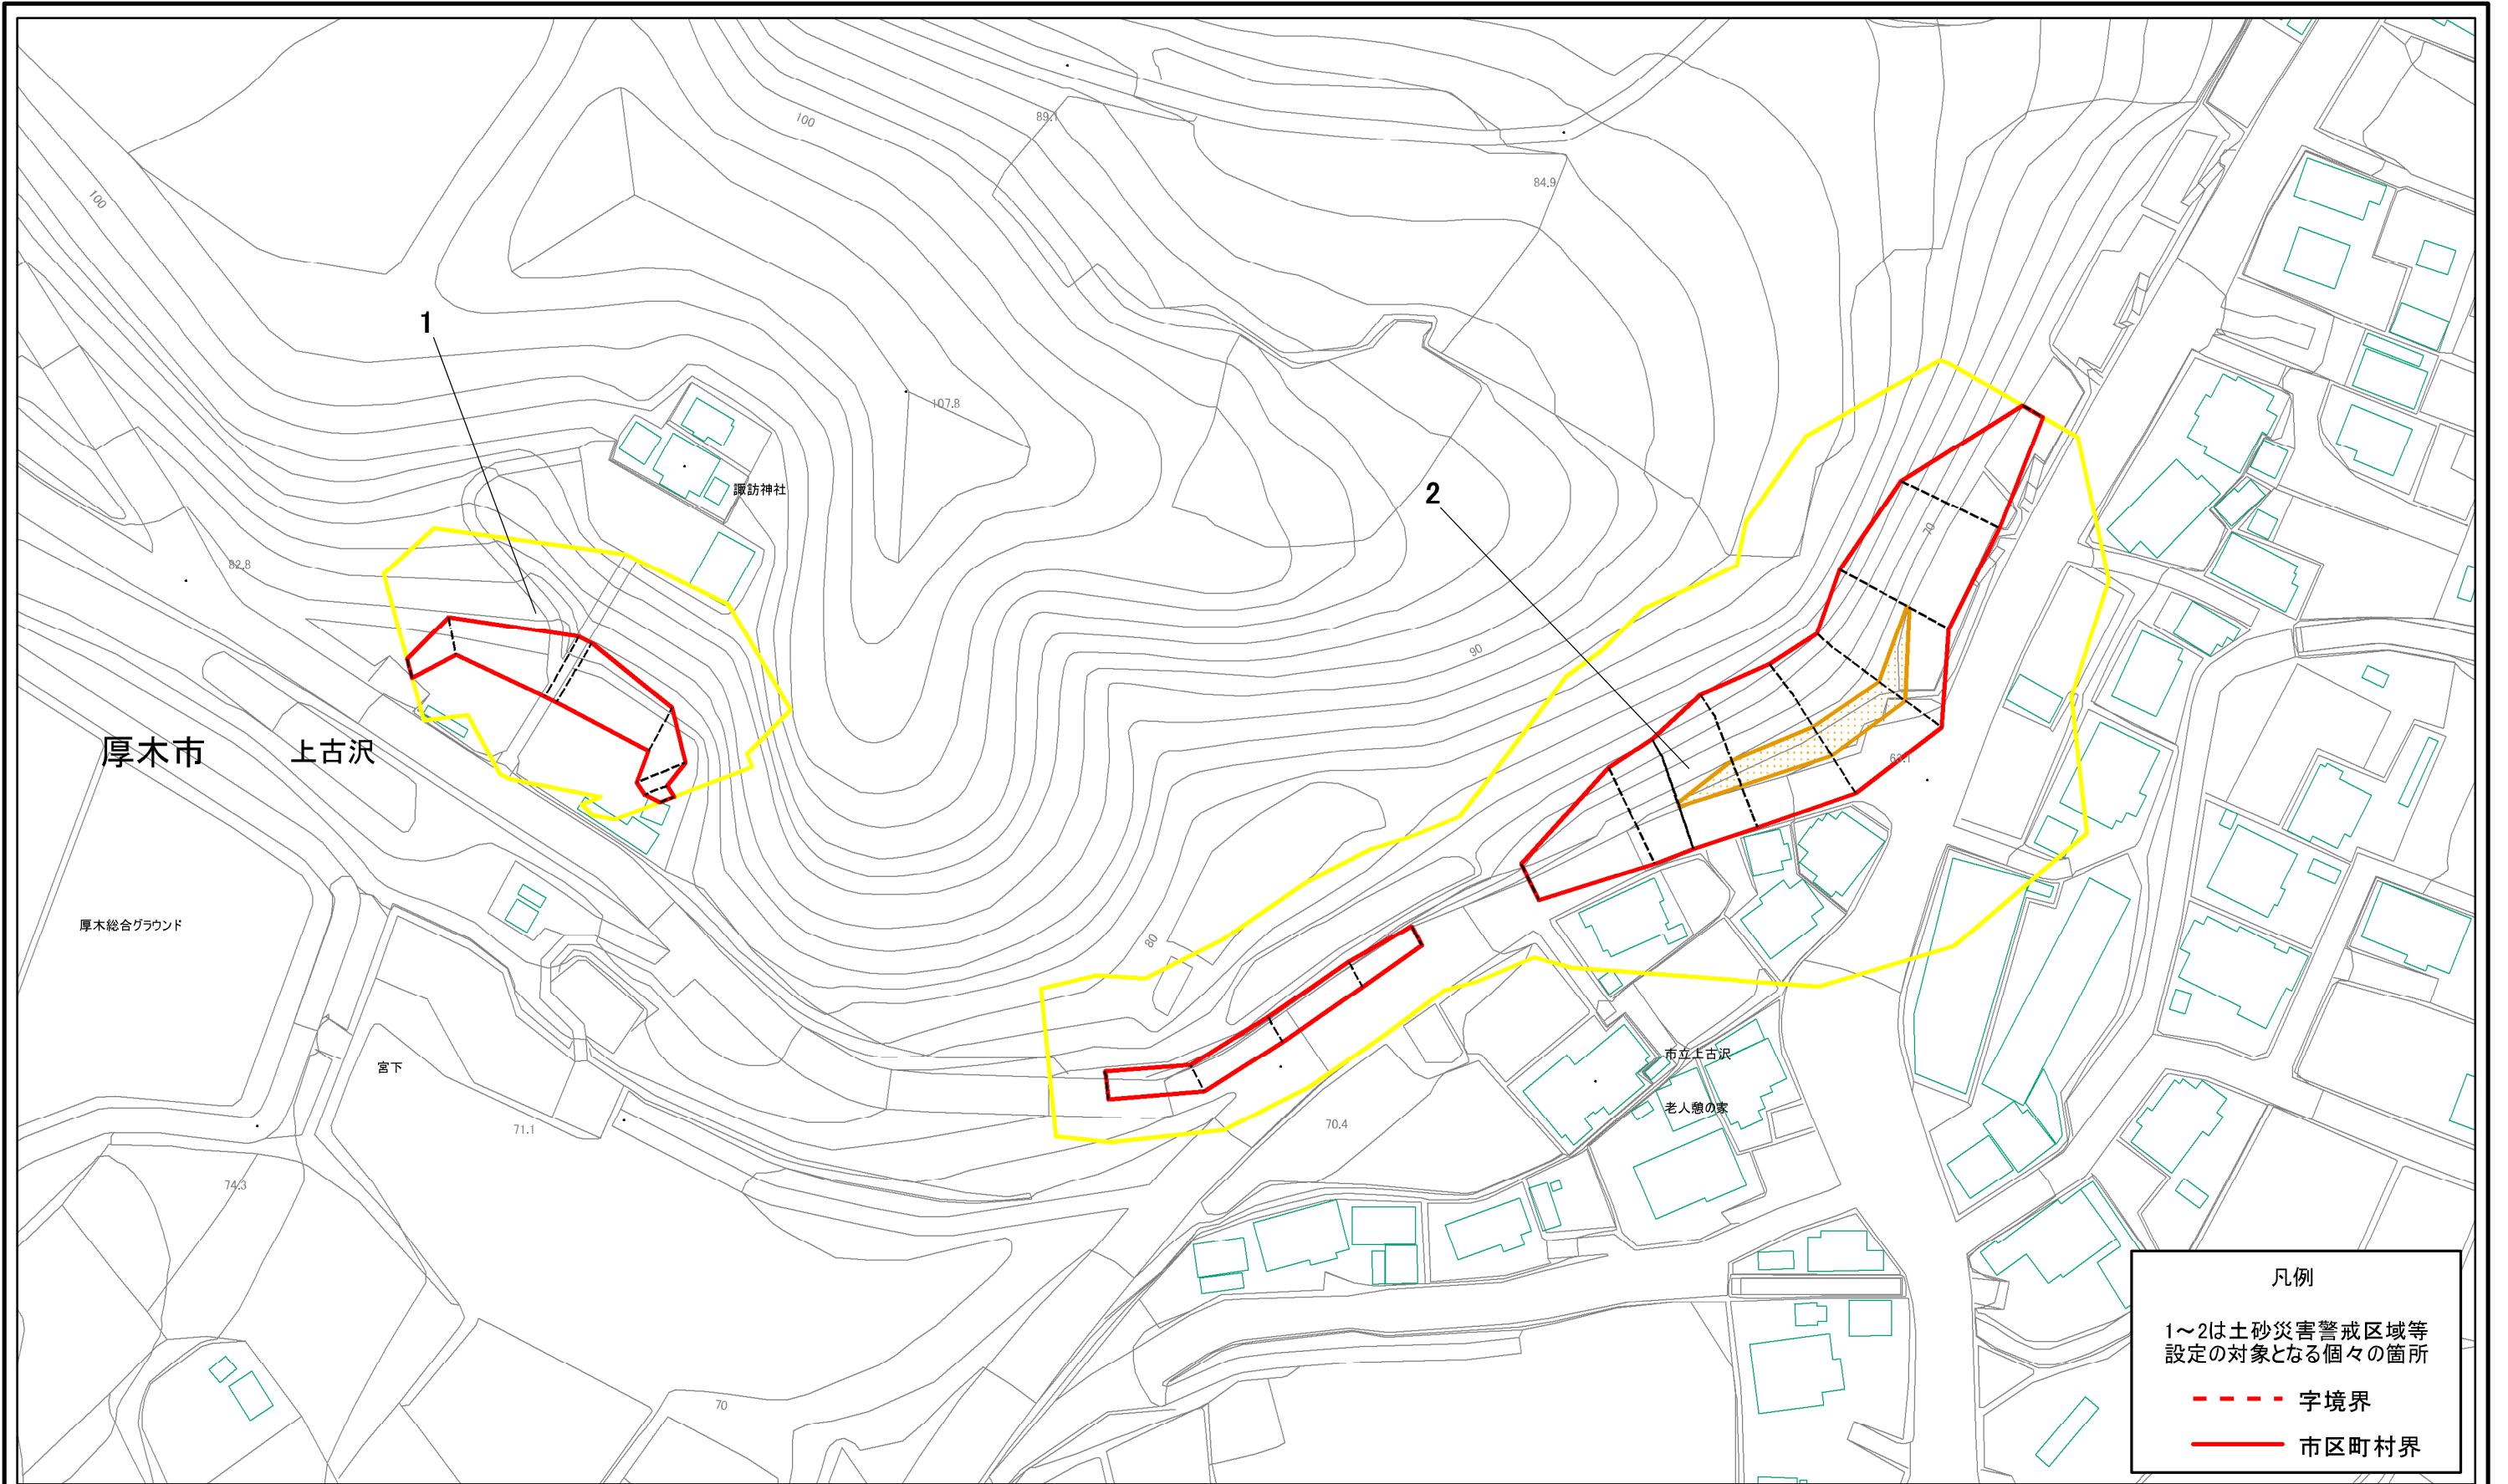 100
89.1
100
84.9
1
107.8
諏訪神社
2
70
82.8
90
厚木市
上古沢
厚木総合グラウンド
80
宮下
市立上古沢
老人憩の家
71.1
70.4
74.3
70
凡例
1～2は土砂災害警戒区域等
設定の対象となる個々の箇所
字境界
市区町村界